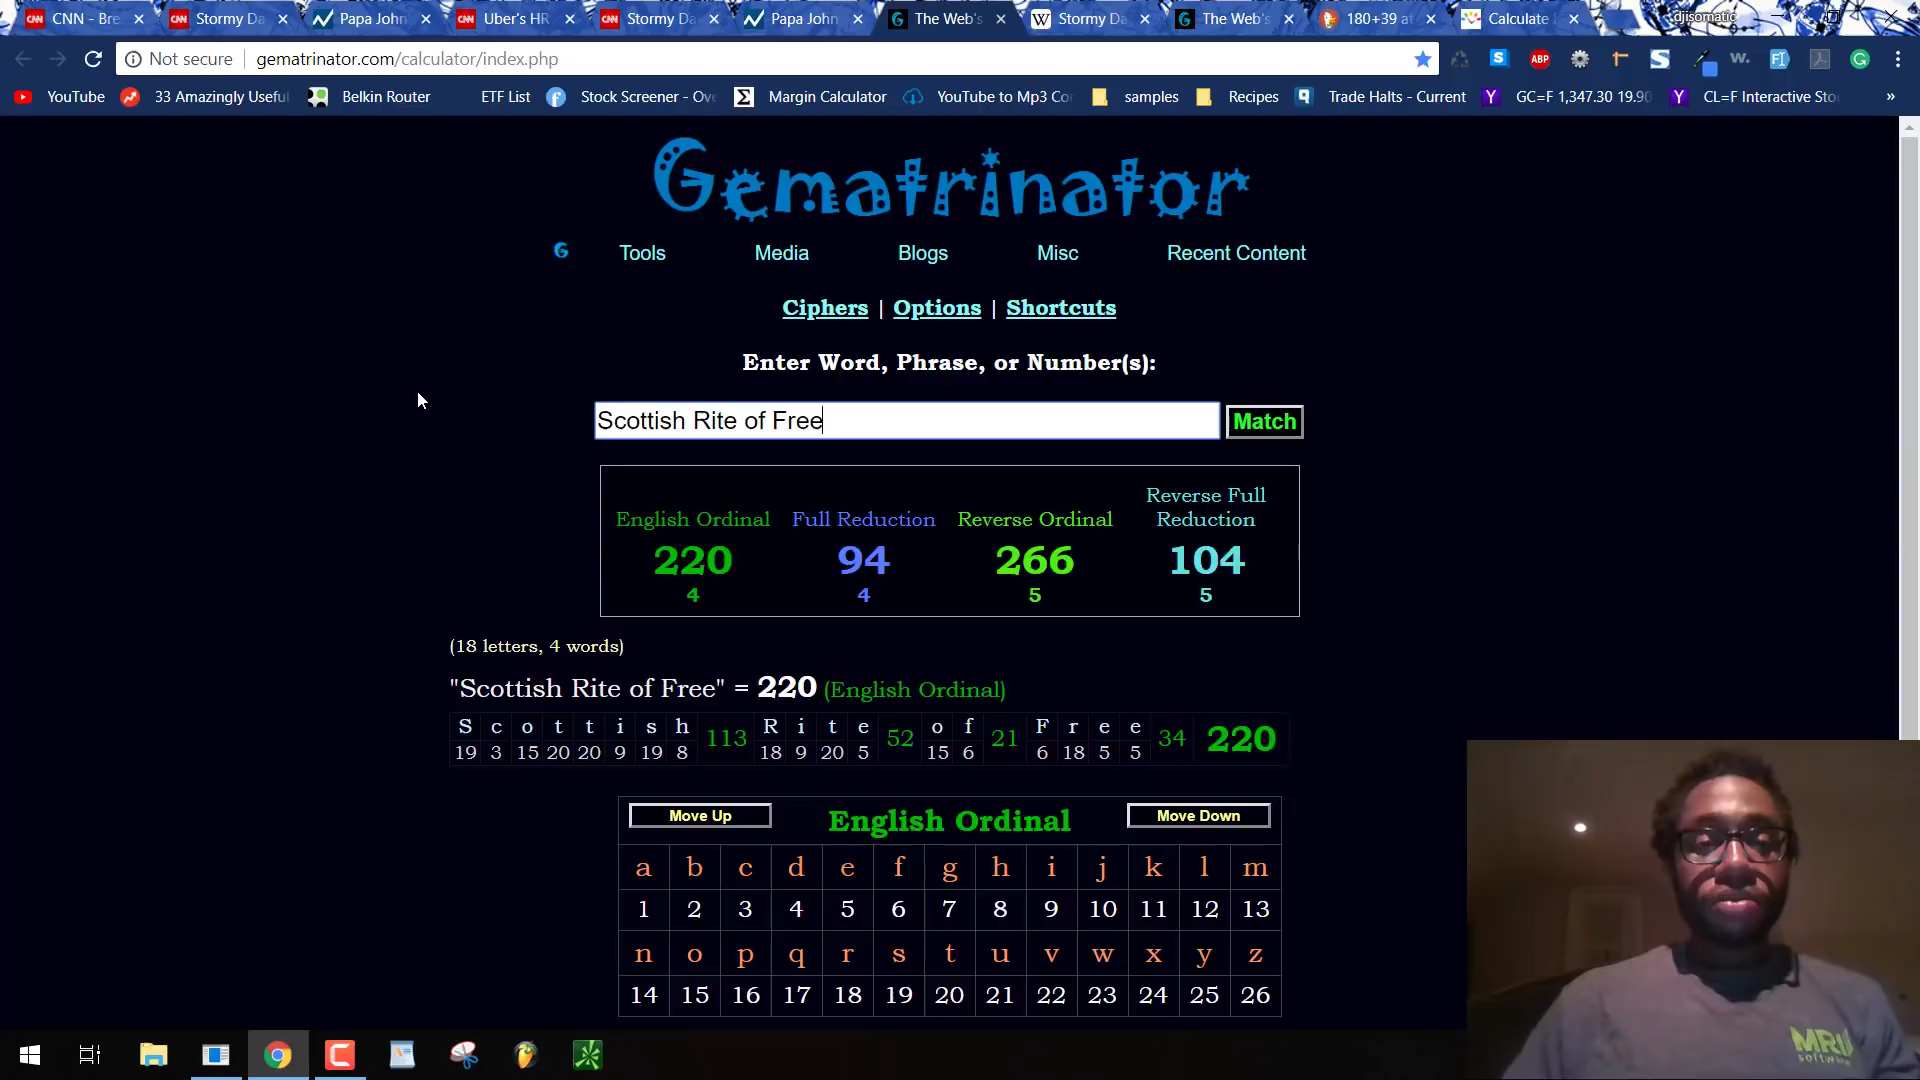 CNN - Bre
Stormy Da
Papa John
Uber's HR
Stormy Da
Papa John
The Web's
Stormy Da
The Web's
180+39 at
Calculate
djisomatic
Not secure
gematrinator.com/calculator/index.php
YouTube
33 Amazingly Useful
Belkin Router
ETF List
Stock Screener - Ove
Margin Calculator
YouTube to Mp3 Co
samples
Recipes
Trade Halts - Current
GC=F 1,347.30 19.90
CL=F Interactive Sto
»
Gematrinator
G Tools Media Blogs Misc Recent Content
Ciphers | Options | Shortcuts
Enter Word, Phrase, or Number(s):
Scottish Rite of Free
Match
English Ordinal Full Reduction Reverse Ordinal Reverse Full Reduction
220 94 266 104
4 4 5 5
(18 letters, 4 words)
"Scottish Rite of Free" = 220 (English Ordinal)
S c o t t i s h 113 R i t e 52 o f 21 F r e e 34 220
19 3 15 20 20 9 19 8 18 9 20 5 15 6 6 18 5 5
Move Up English Ordinal Move Down
a b c d e f g h i j k l m
1 2 3 4 5 6 7 8 9 10 11 12 13
n o p q r s t u v w x y z
14 15 16 17 18 19 20 21 22 23 24 25 26
MRI
software